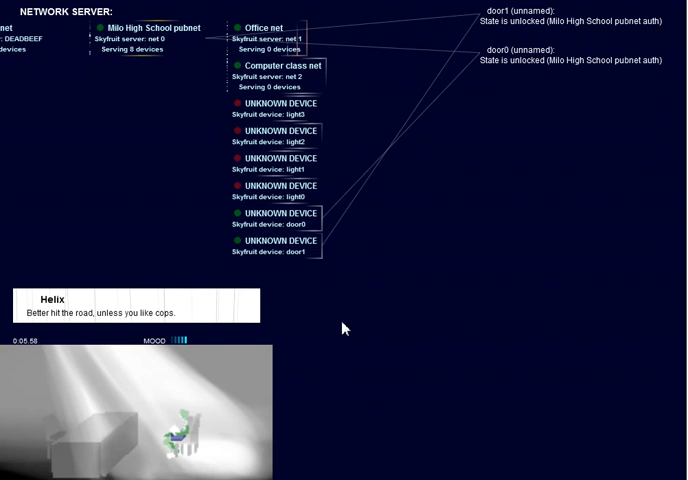 NETWORK SERVER:
net
: DEADBEEF
devices
Milo High School pubnet
Skyfruit server: net 0
Serving 8 devices
Office net
Skyfruit server: net 1
Serving 0 devices
Computer class net
Skyfruit server: net 2
Serving 0 devices
UNKNOWN DEVICE
Skyfruit device: light3
UNKNOWN DEVICE
Skyfruit device: light2
UNKNOWN DEVICE
Skyfruit device: light1
UNKNOWN DEVICE
Skyfruit device: light0
UNKNOWN DEVICE
Skyfruit device: door0
UNKNOWN DEVICE
Skyfruit device: door1
door1 (unnamed):
State is unlocked (Milo High School pubnet auth)
door0 (unnamed):
State is unlocked (Milo High School pubnet auth)
Helix
Better hit the road, unless you like cops.
0:05.58
MOOD